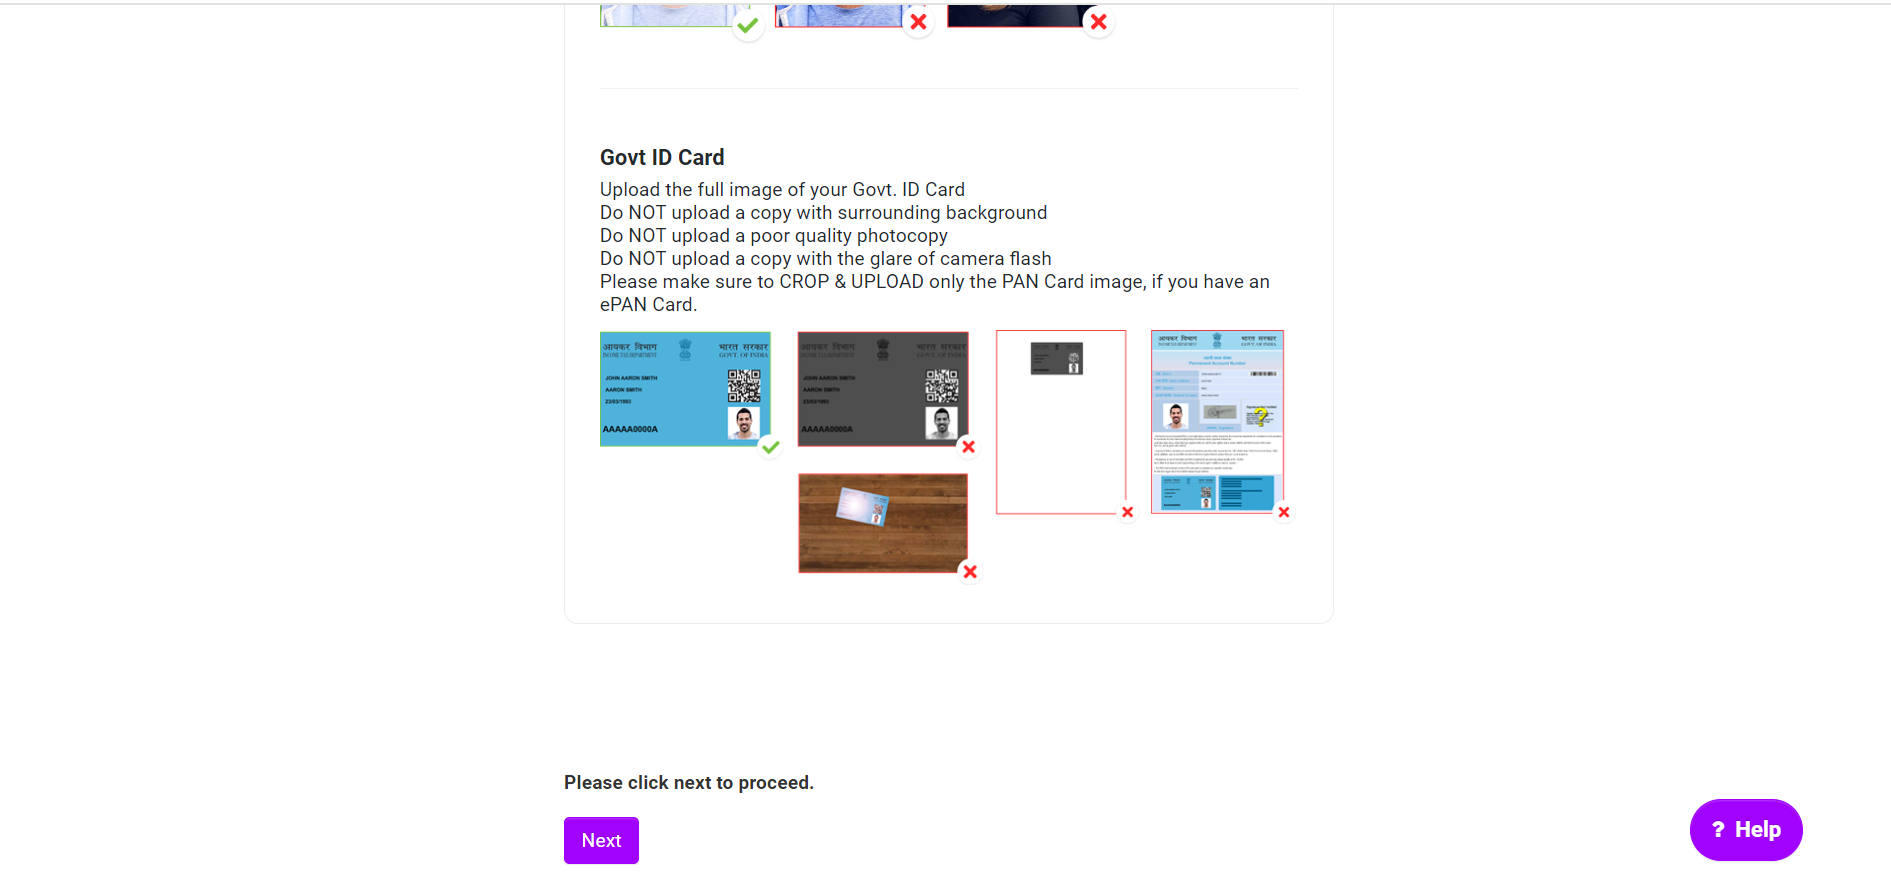 Govt ID Card
Upload the full image of your Govt. ID Card
Do NOT upload a copy with surrounding background
Do NOT upload a poor quality photocopy
Do NOT upload a copy with the glare of camera flash
Please make sure to CROP & UPLOAD only the PAN Card image, if you have an
ePAN Card.
आयकर विभाग भारत सरकार
INCOME TAX DEPARTMENT GOVT. OF INDIA
JOHN AARON SMITH
AARON SMITH
23/03/1993
AAAAA0000A
आयकर विभाग भारत सरकार
INCOME TAX DEPARTMENT GOVT. OF INDIA
JOHN AARON SMITH
AARON SMITH
23/03/1993
AAAAA0000A
आयकर विभाग भारत सरकार
INCOME TAX DEPARTMENT GOVT. OF INDIA
Permanent Account Number
Please click next to proceed.
Next
? Help